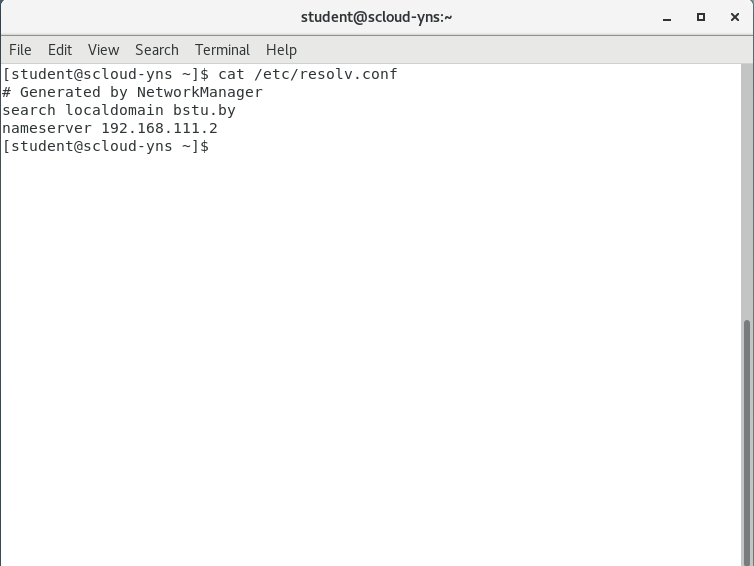 student@scloud-yns:~
File Edit View Search Terminal Help
[student@scloud-yns ~]$ cat /etc/resolv.conf
# Generated by NetworkManager
search localdomain bstu.by
nameserver 192.168.111.2
[student@scloud-yns ~]$